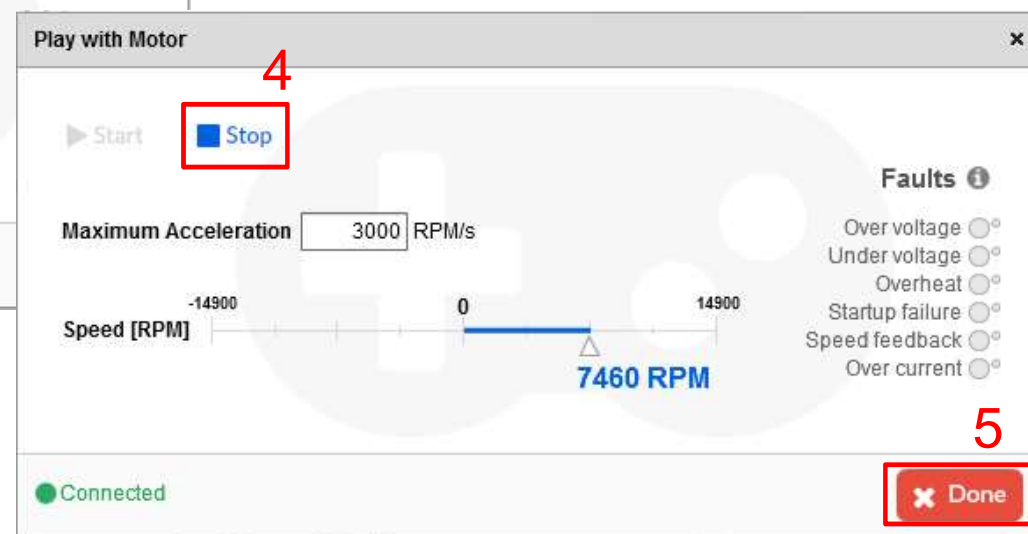 Play with Motor
4
Start Stop
Faults
Maximum Acceleration 3000 RPM/s
Over voltage
Under voltage
Overheat
Startup failure
Speed feedback
Over current
-14900 0 14900
Speed [RPM]
7460 RPM
5
Connected
Done